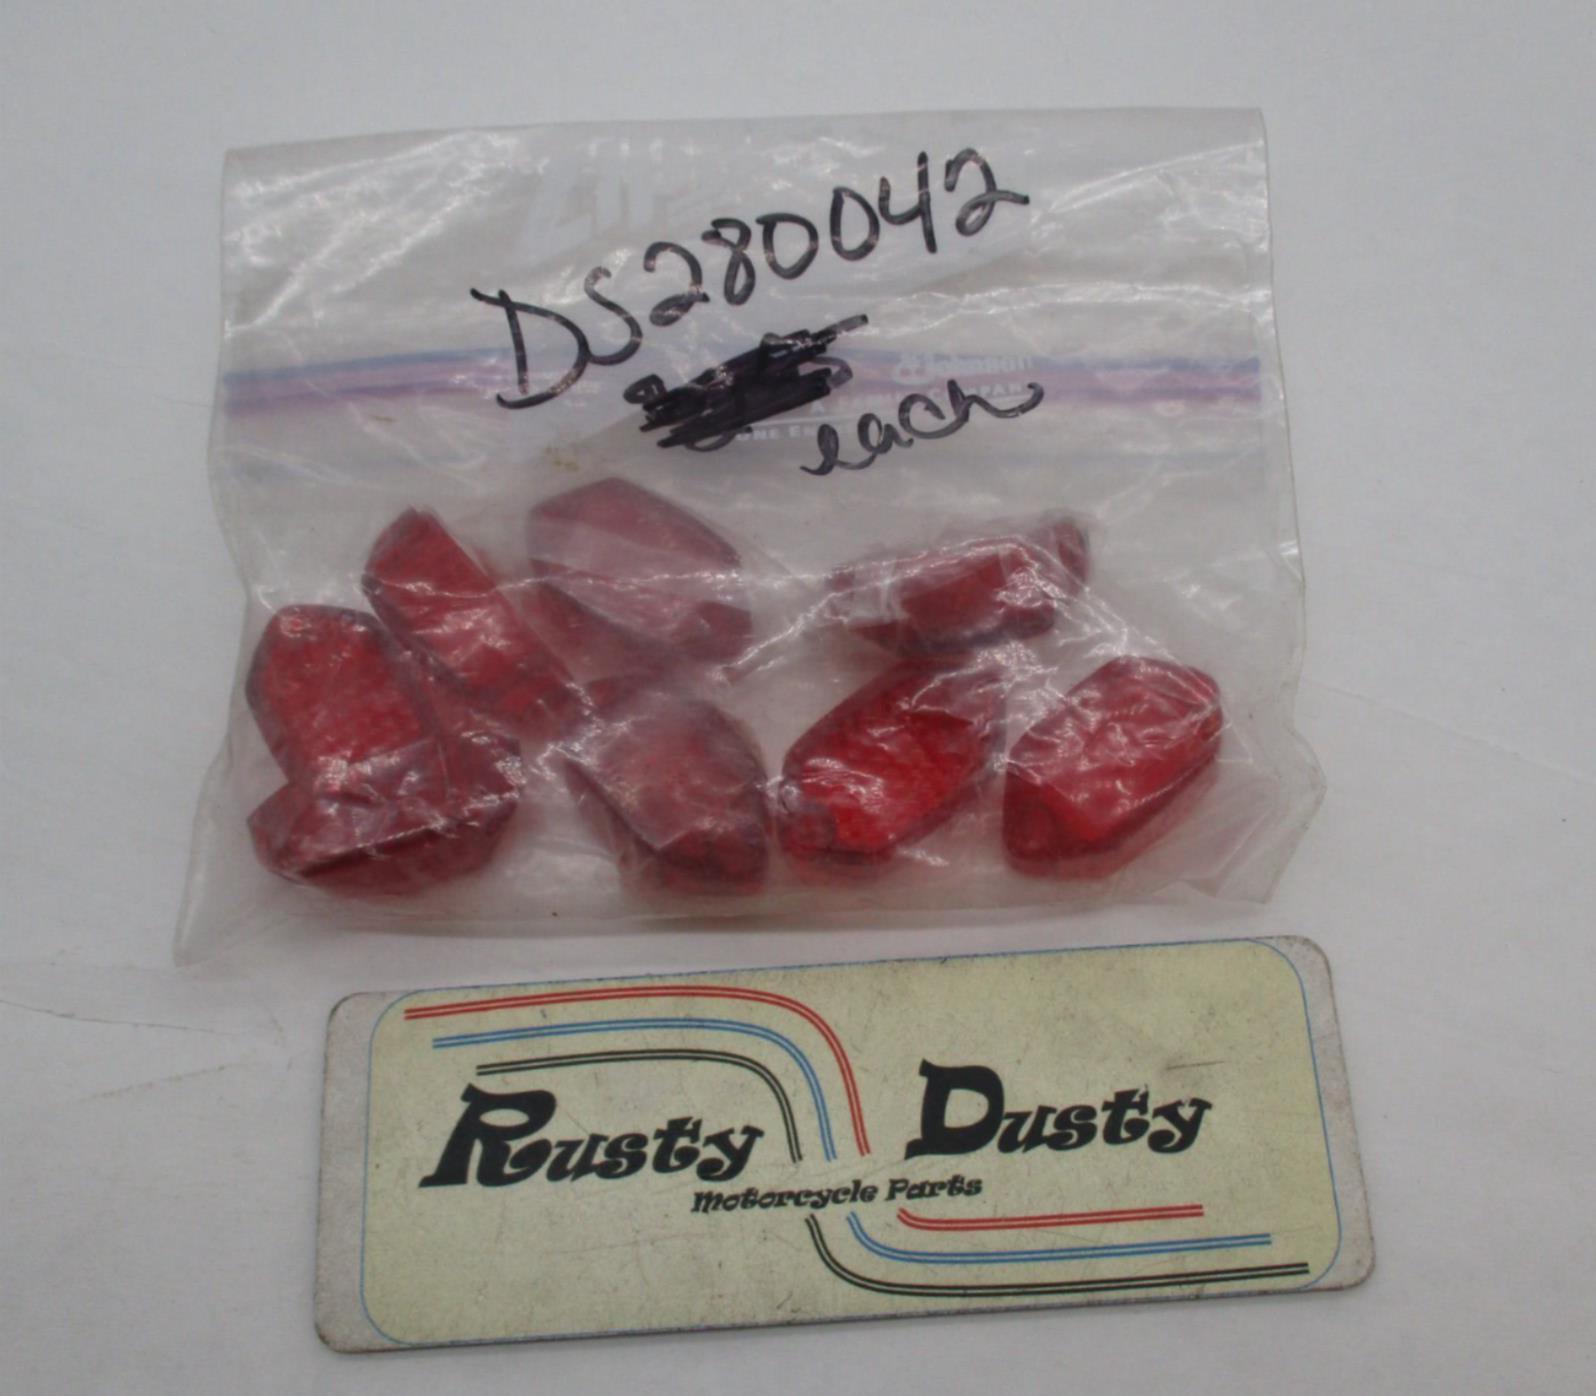 DS280042
each
Rusty Dusty
Motorcycle Parts